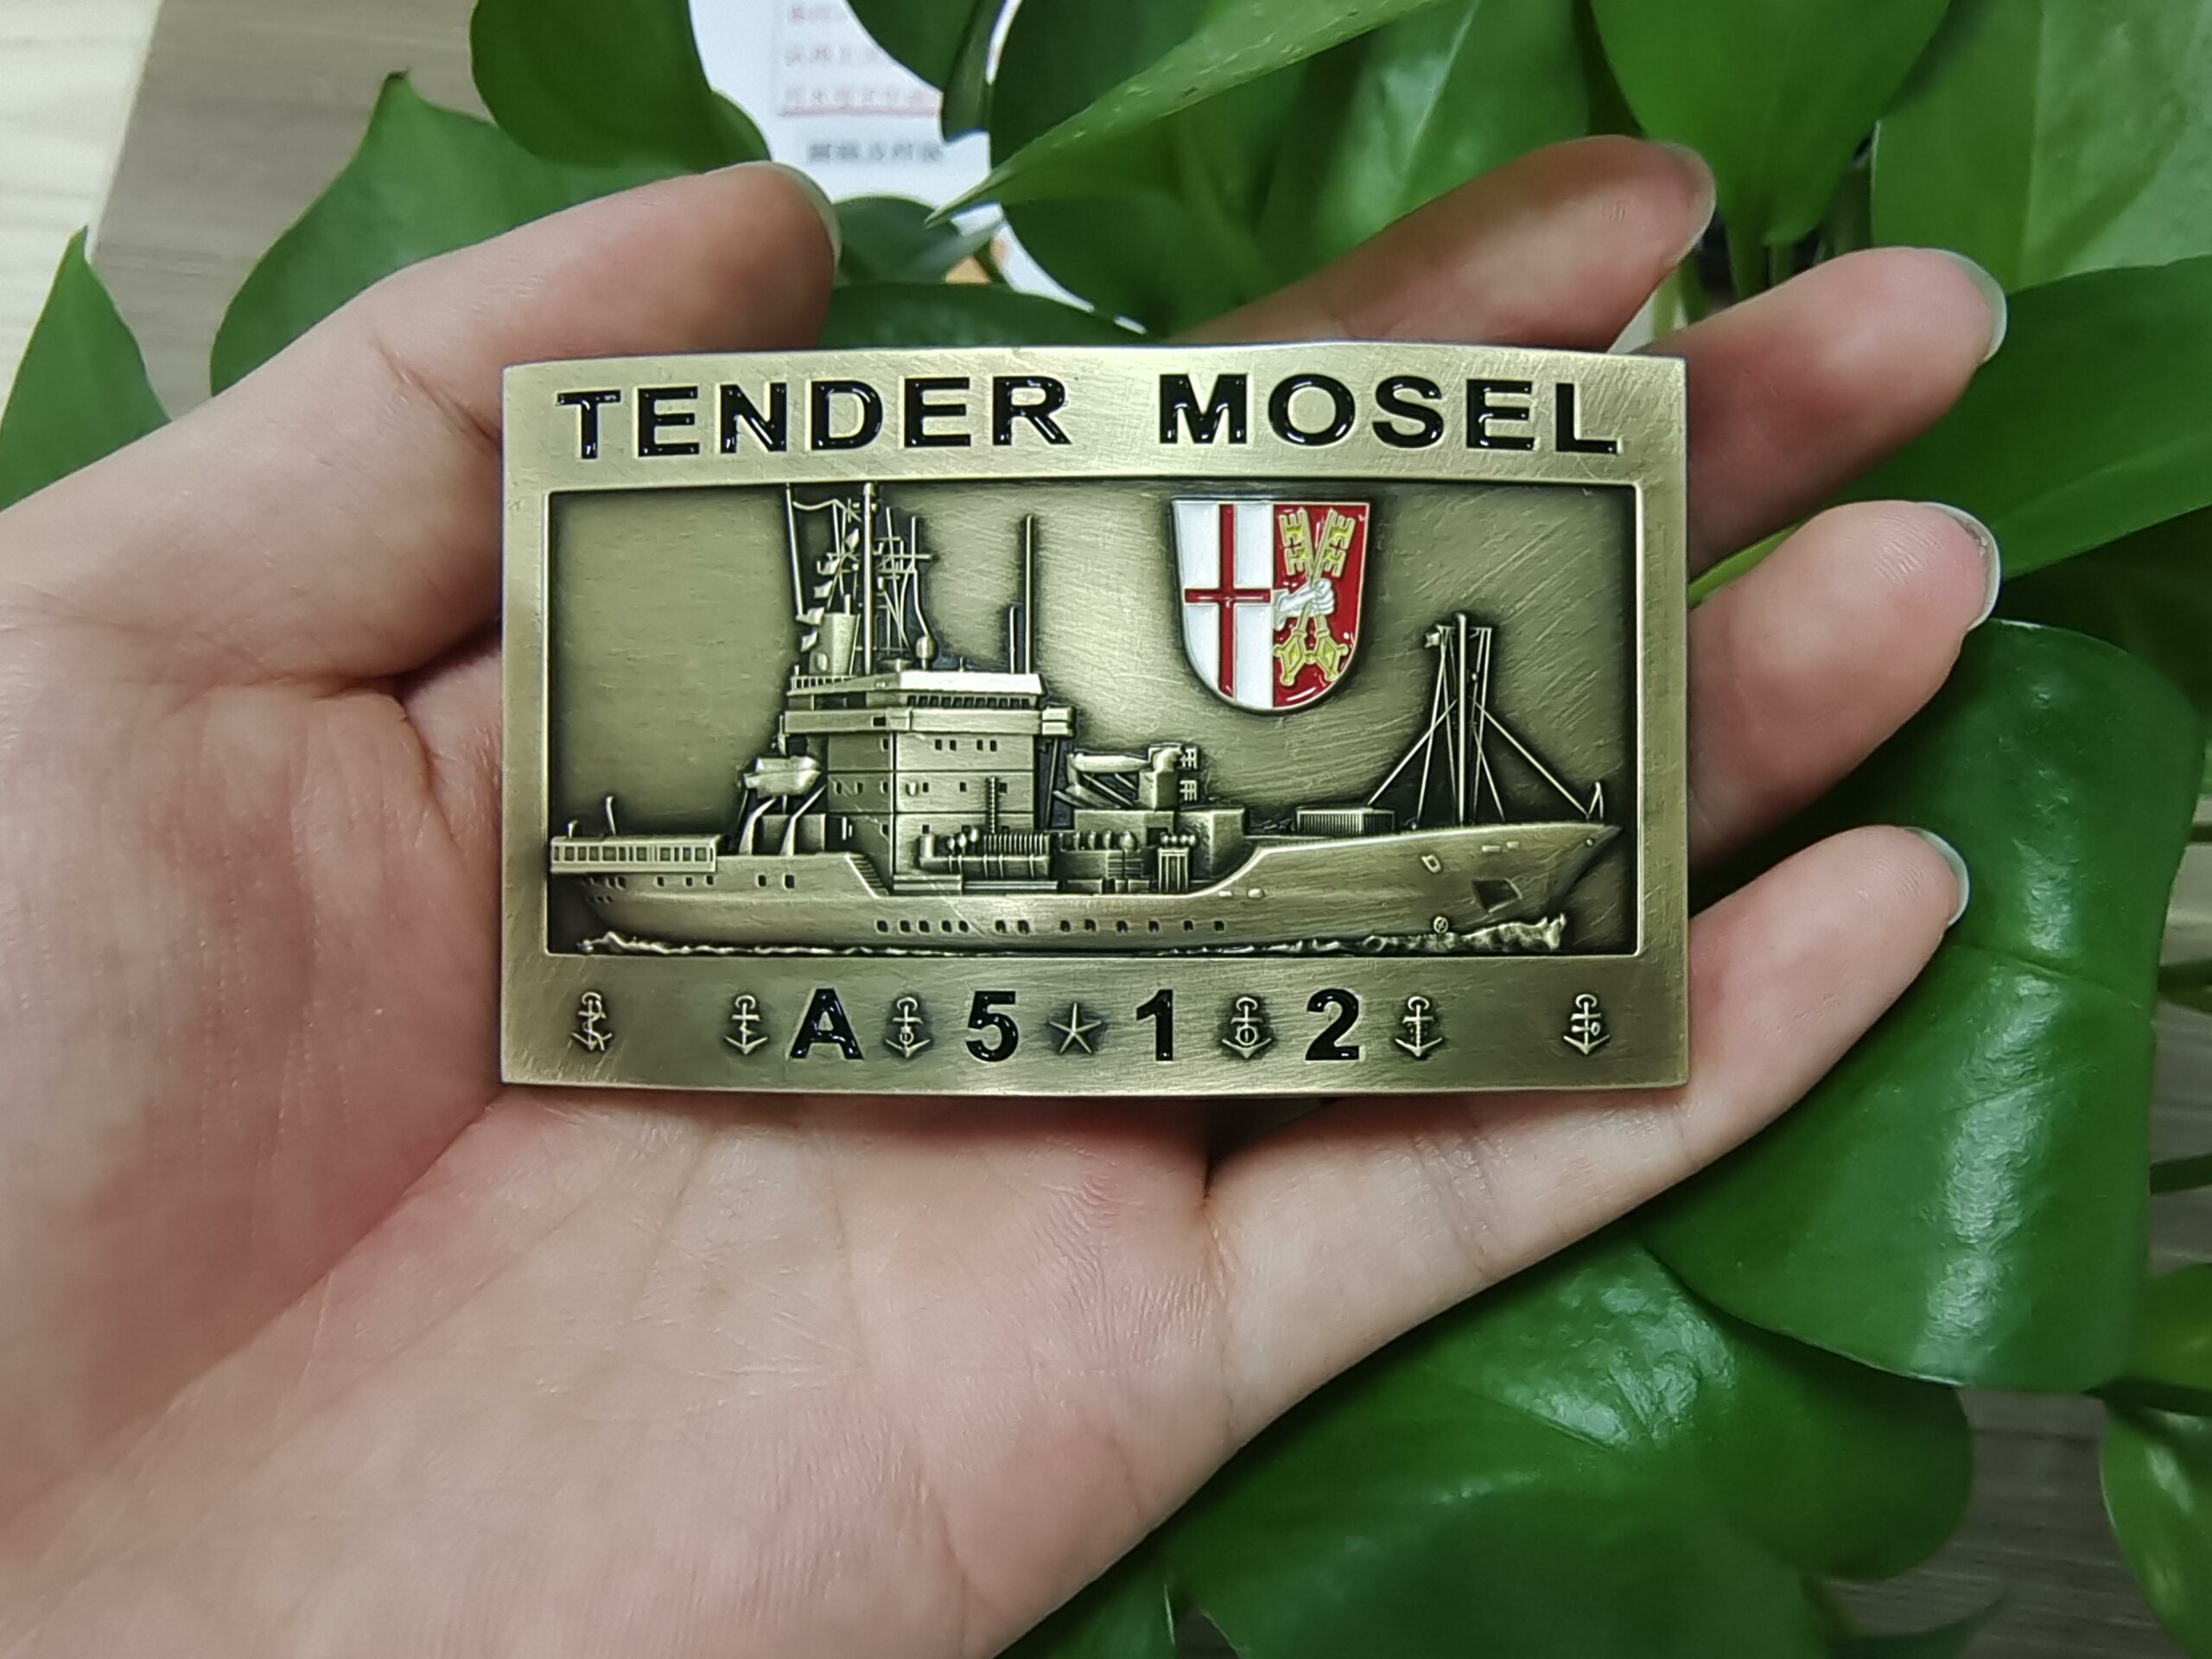 TENDER MOSEL
A 5 1 2